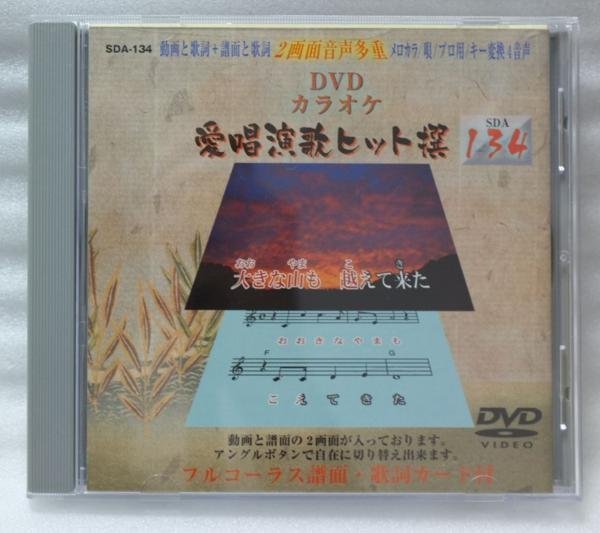 SDA-134 動画と歌詞+譜面と歌詞 2画面音声多重 メロカラ/唄/プロ用/キー変換4音声
DVD
カラオケ
愛唱演歌ヒット撰
SDA
134
おお やま こ き
大きな山も 越えて来た
おおきなやまも
F G
こえてきた
DVD
VIDEO
動画と譜面の2画面が入っております。
アングルボタンで自在に切り替え出来ます。
フルコーラス譜面・歌詞カード付